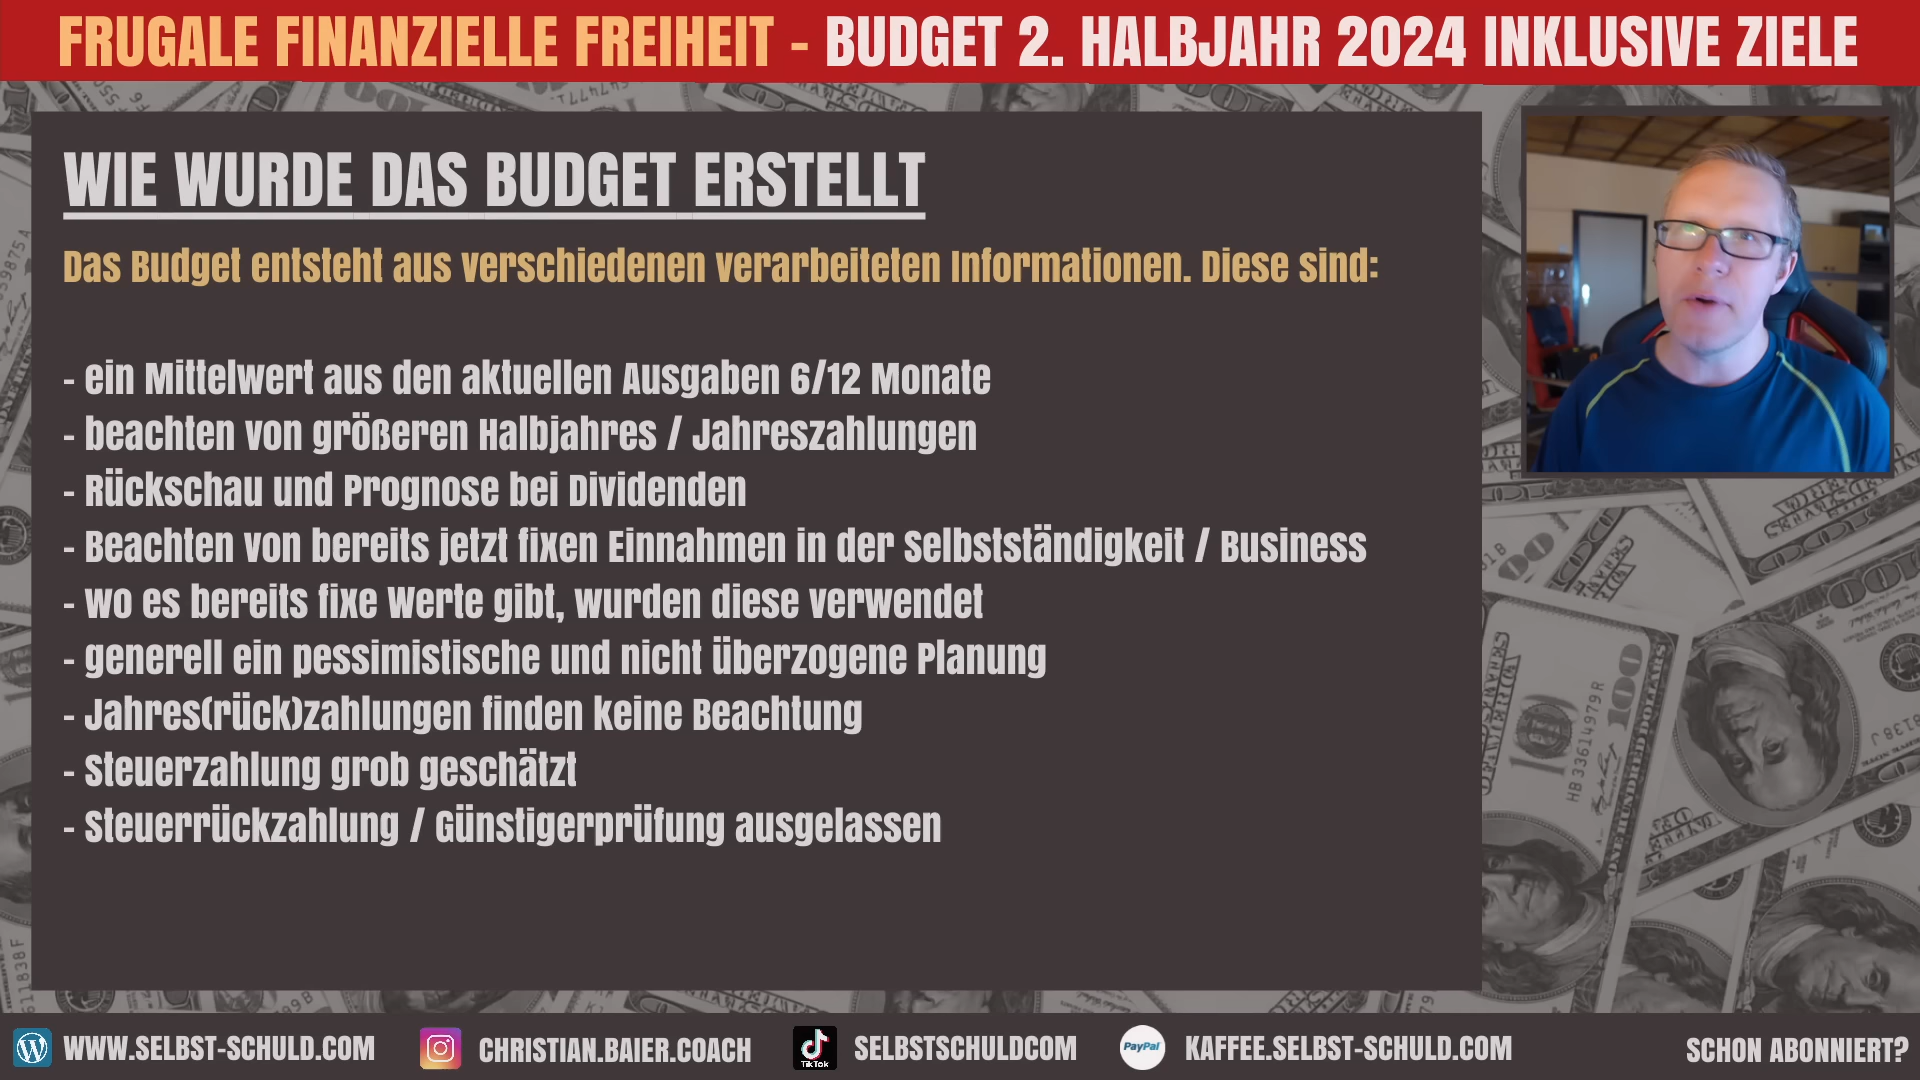 FRUGALE FINANZIELLE FREIHEIT - BUDGET 2. HALBJAHR 2024 INKLUSIVE ZIELE
WIE WURDE DAS BUDGET ERSTELLT
Das Budget entsteht aus verschiedenen verarbeiteten Informationen. Diese sind:
- ein Mittelwert aus den aktuellen Ausgaben 6/12 Monate
- beachten von größeren Halbjahres / Jahreszahlungen
- Rückschau und Prognose bei Dividenden
- Beachten von bereits jetzt fixen Einnahmen in der Selbstständigkeit / Business
- wo es bereits fixe Werte gibt, wurden diese verwendet
- generell ein pessimistische und nicht überzogene Planung
- Jahres(rück)zahlungen finden keine Beachtung
- Steuerzahlung grob geschätzt
- Steuerrückzahlung / Günstigerprüfung ausgelassen
HB33614979R
100
WWW.SELBST-SCHULD.COM
CHRISTIAN.BAIER.COACH
TikTok
SELBSTSCHULDCOM
PayPal
KAFFEE.SELBST-SCHULD.COM
SCHON ABONNIERT?